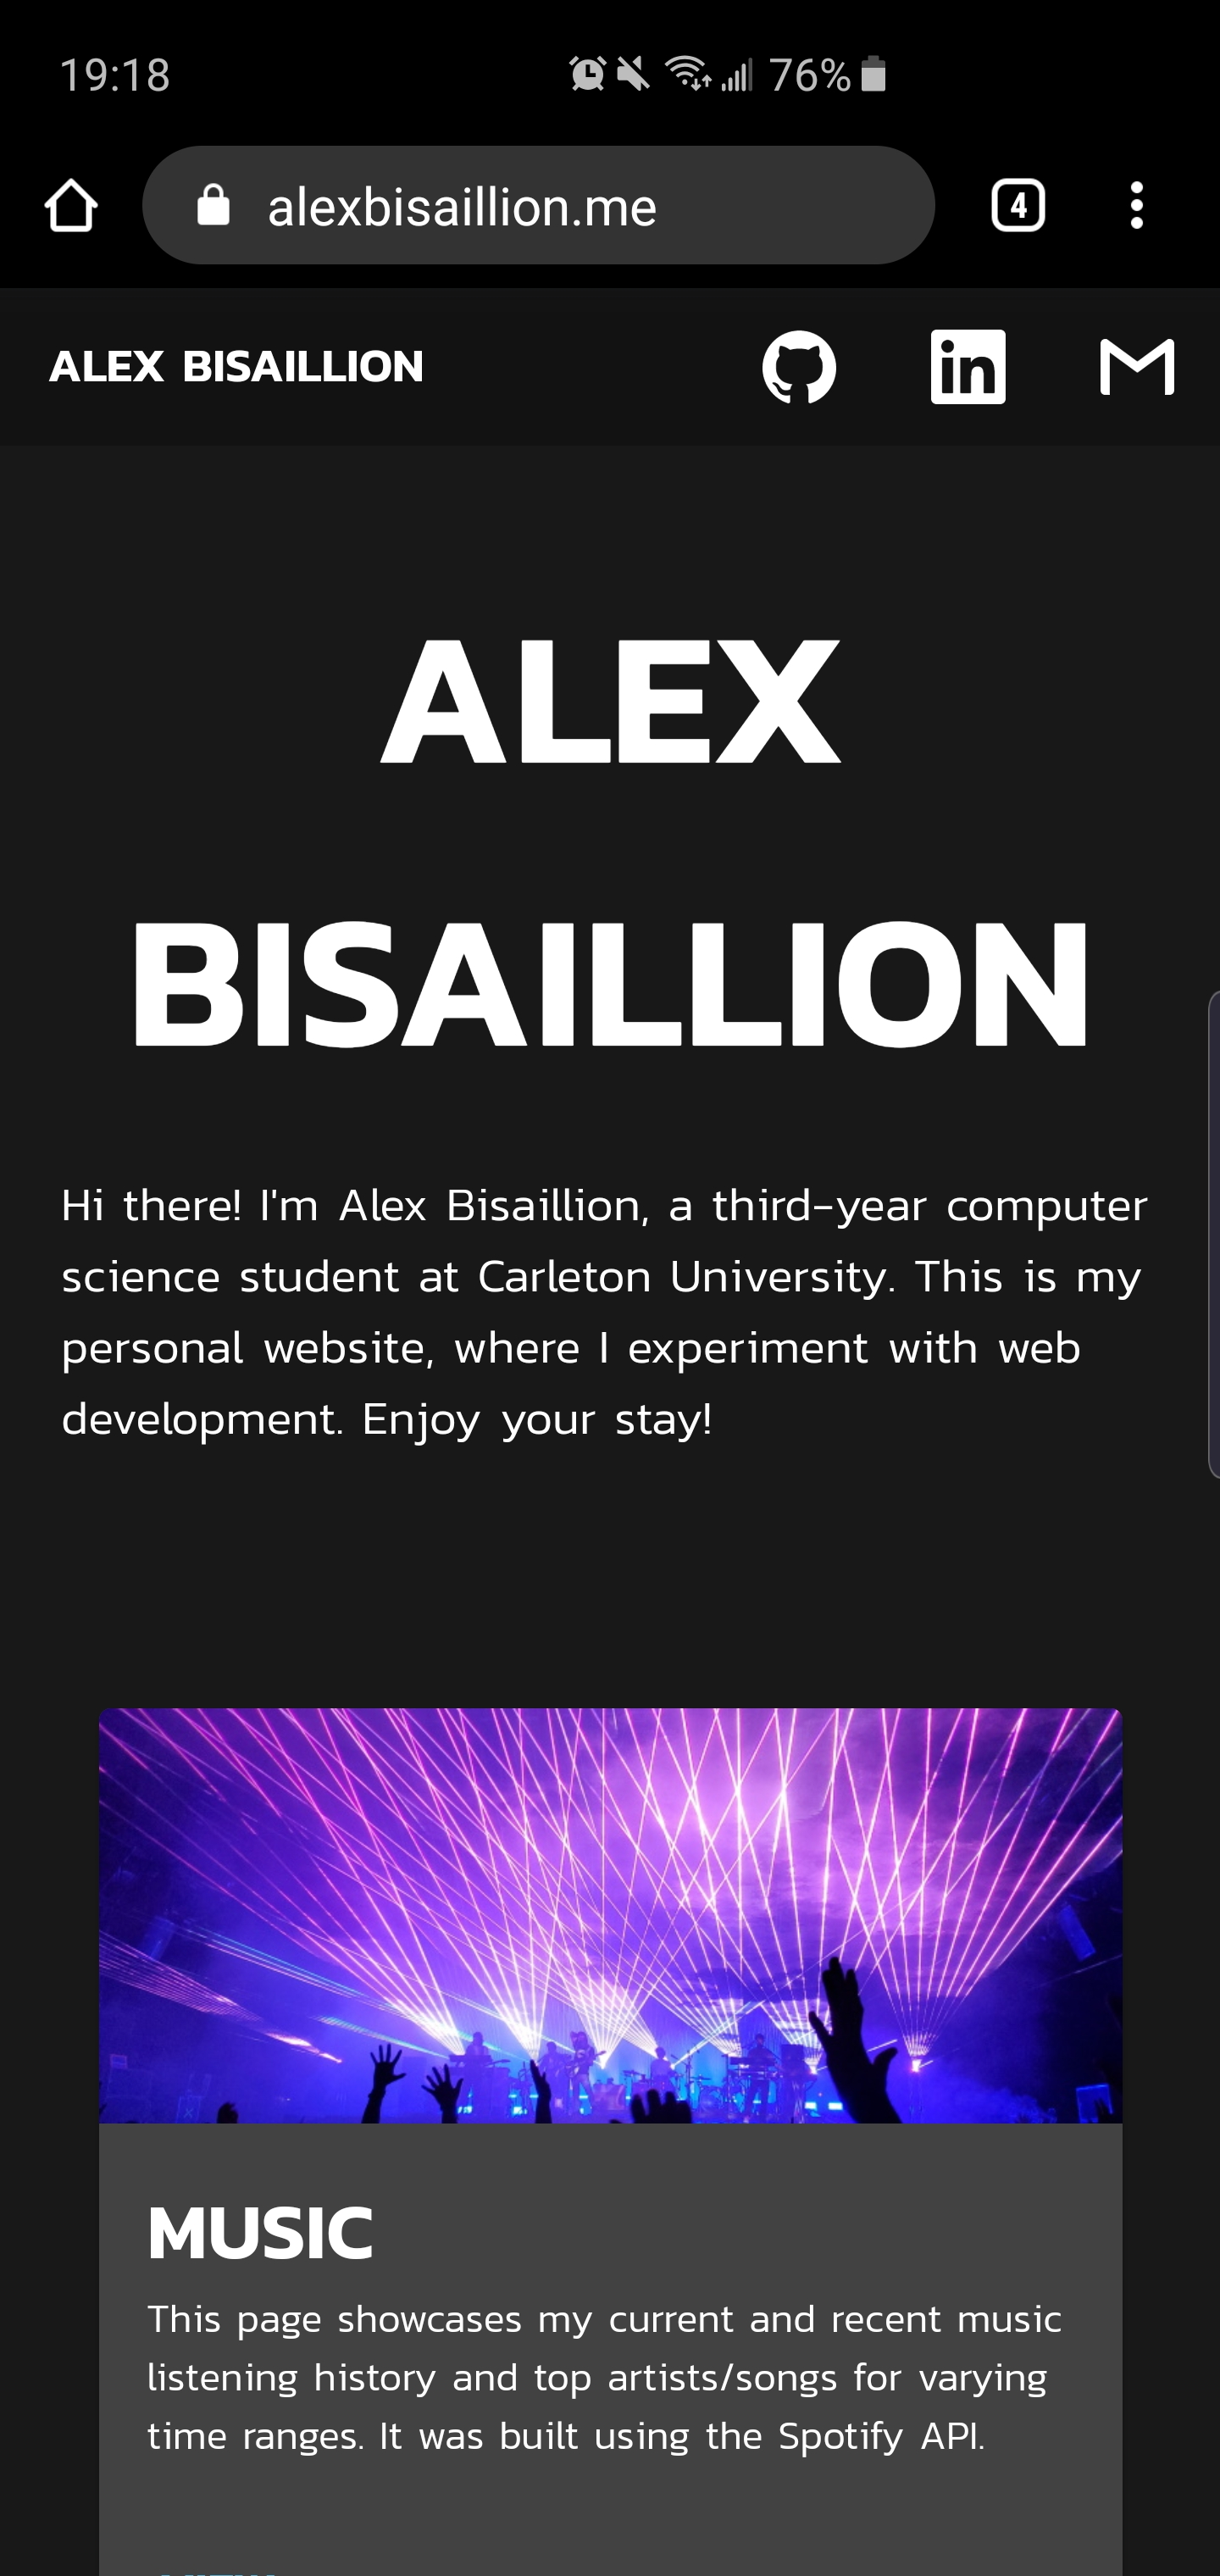 19:18 76%
alexbisaillion.me 4
ALEX BISAILLION in
ALEX
BISAILLION
Hi there! I'm Alex Bisaillion, a third-year computer
science student at Carleton University. This is my
personal website, where I experiment with web
development. Enjoy your stay!
MUSIC
This page showcases my current and recent music
listening history and top artists/songs for varying
time ranges. It was built using the Spotify API.